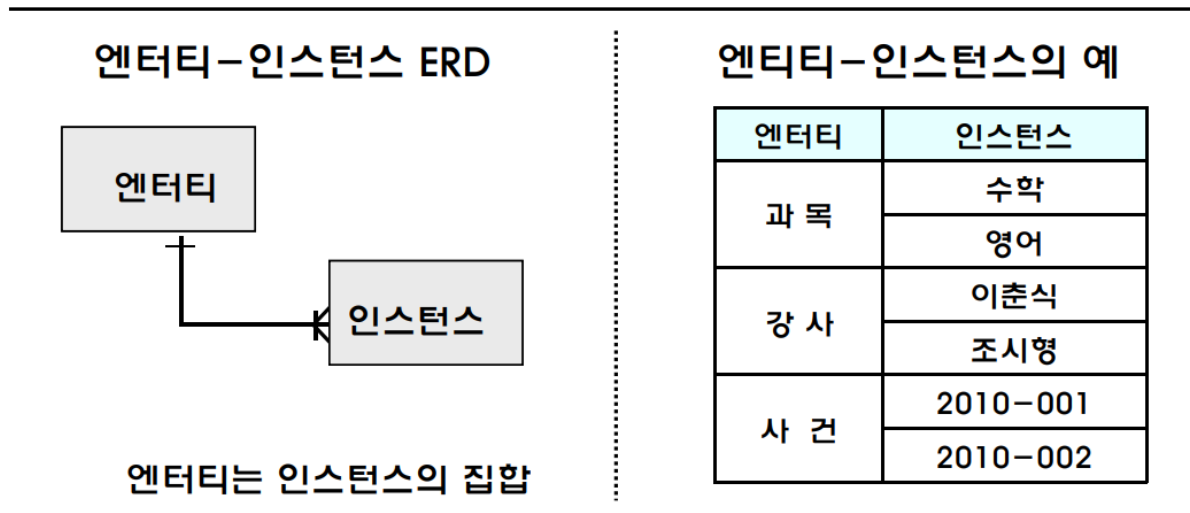 엔터티-인스턴스 ERD
엔터티
인스턴스
엔터티는 인스턴스의 집합
엔티티-인스턴스의 예
엔터티 인스턴스
과 목
수학
영어
강 사
이춘식
조시형
사 건
2010-001
2010-002